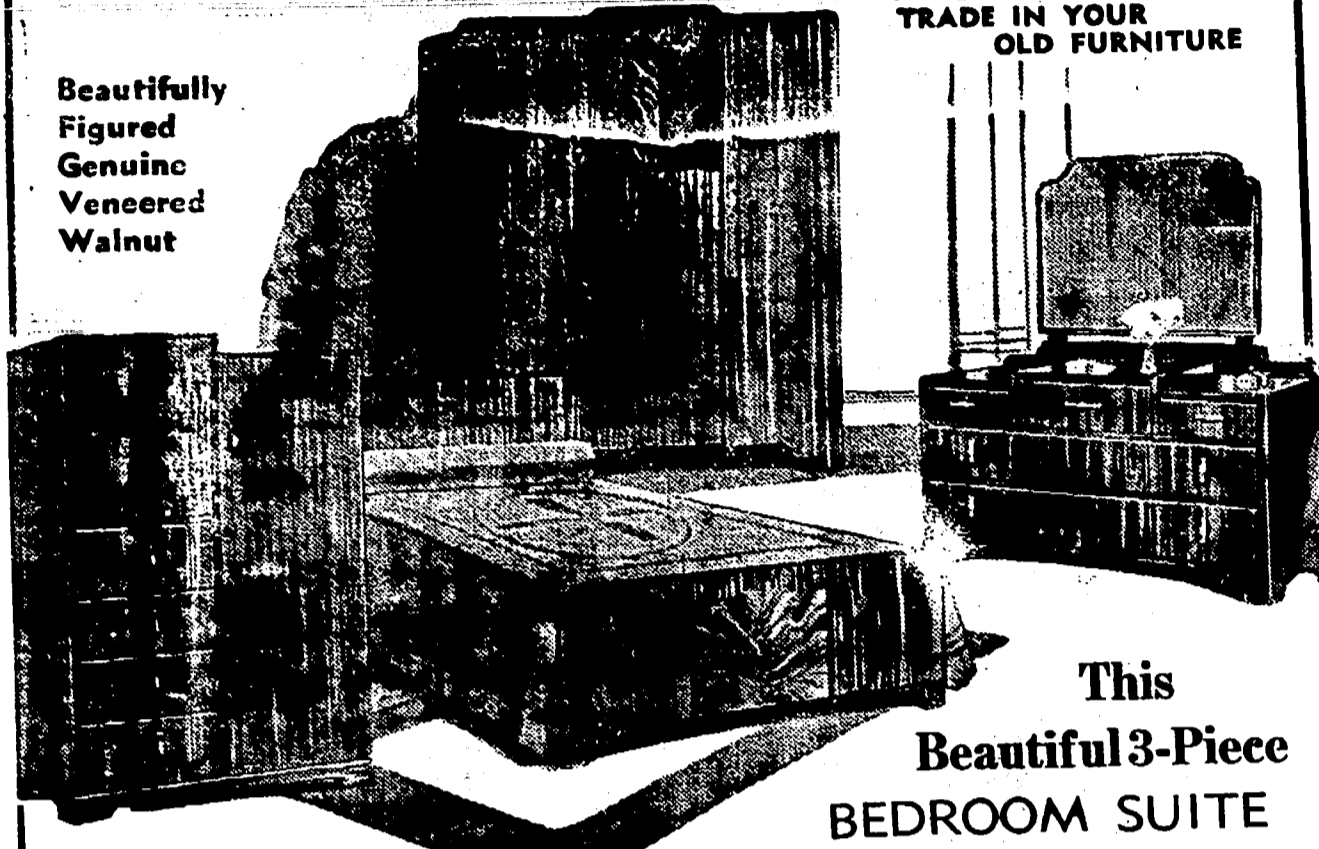 TRADE IN YOUR
OLD FURNITURE
Beautifully
Figured
Genuine
Veneered
Walnut
This
Beautiful 3-Piece
BEDROOM SUITE